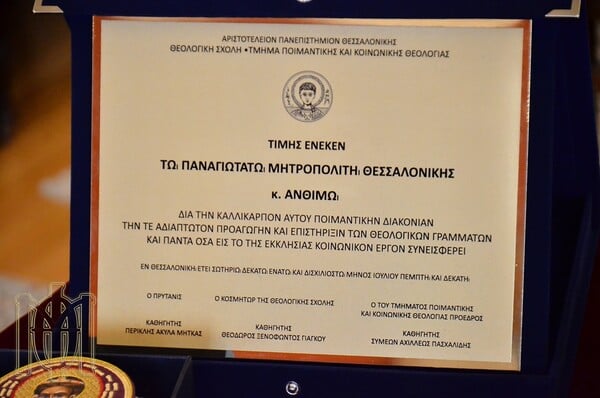 ΑΡΙΣΤΟΤΕΛΕΙΟΝ ΠΑΝΕΠΙΣΤΗΜΙΟΝ ΘΕΣΣΑΛΟΝΙΚΗΣ
ΘΕΟΛΟΓΙΚΗ ΣΧΟΛΗ • ΤΜΗΜΑ ΠΟΙΜΑΝΤΙΚΗΣ ΚΑΙ ΚΟΙΝΩΝΙΚΗΣ ΘΕΟΛΟΓΙΑΣ
ΤΙΜΗΣ ΕΝΕΚΕΝ
ΤΩι ΠΑΝΑΓΙΩΤΑΤΩι ΜΗΤΡΟΠΟΛΙΤΗι ΘΕΣΣΑΛΟΝΙΚΗΣ
κ. ΑΝΘΙΜΩι
ΔΙΑ ΤΗΝ ΚΑΛΛΙΚΑΡΠΟΝ ΑΥΤΟΥ ΠΟΙΜΑΝΤΙΚΗΝ ΔΙΑΚΟΝΙΑΝ
ΤΗΝ ΤΕ ΑΔΙΑΠΤΩΤΟΝ ΠΡΟΑΓΩΓΗΝ ΚΑΙ ΕΠΙΣΤΗΡΙΞΙΝ ΤΩΝ ΘΕΟΛΟΓΙΚΩΝ ΓΡΑΜΜΑΤΩΝ
ΚΑΙ ΠΑΝΤΑ ΟΣΑ ΕΙΣ ΤΟ ΤΗΣ ΕΚΚΛΗΣΙΑΣ ΚΟΙΝΩΝΙΚΟΝ ΕΡΓΟΝ ΣΥΝΕΙΣΦΕΡΕΙ
ΕΝ ΘΕΣΣΑΛΟΝΙΚΗι ΕΤΕΙ ΣΩΤΗΡΙΩι ΔΕΚΑΤΩι ΕΝΑΤΩι ΚΑΙ ΔΙΣΧΙΛΙΟΣΤΩι ΜΗΝΟΣ ΙΟΥΛΙΟΥ ΠΕΜΠΤΗι ΚΑΙ ΔΕΚΑΤΗι
Ο ΠΡΥΤΑΝΙΣ
ΚΑΘΗΓΗΤΗΣ
ΠΕΡΙΚΛΗΣ ΑΚΥΛΑ ΜΗΤΚΑΣ
Ο ΚΟΣΜΗΤΩΡ ΤΗΣ ΘΕΟΛΟΓΙΚΗΣ ΣΧΟΛΗΣ
ΚΑΘΗΓΗΤΗΣ
ΘΕΟΔΩΡΟΣ ΞΕΝΟΦΩΝΤΟΣ ΓΙΑΓΚΟΥ
Ο ΤΟΥ ΤΜΗΜΑΤΟΣ ΠΟΙΜΑΝΤΙΚΗΣ
ΚΑΙ ΚΟΙΝΩΝΙΚΗΣ ΘΕΟΛΟΓΙΑΣ ΠΡΟΕΔΡΟΣ
ΚΑΘΗΓΗΤΗΣ
ΣΥΜΕΩΝ ΑΧΙΛΛΕΩΣ ΠΑΣΧΑΛΙΔΗΣ